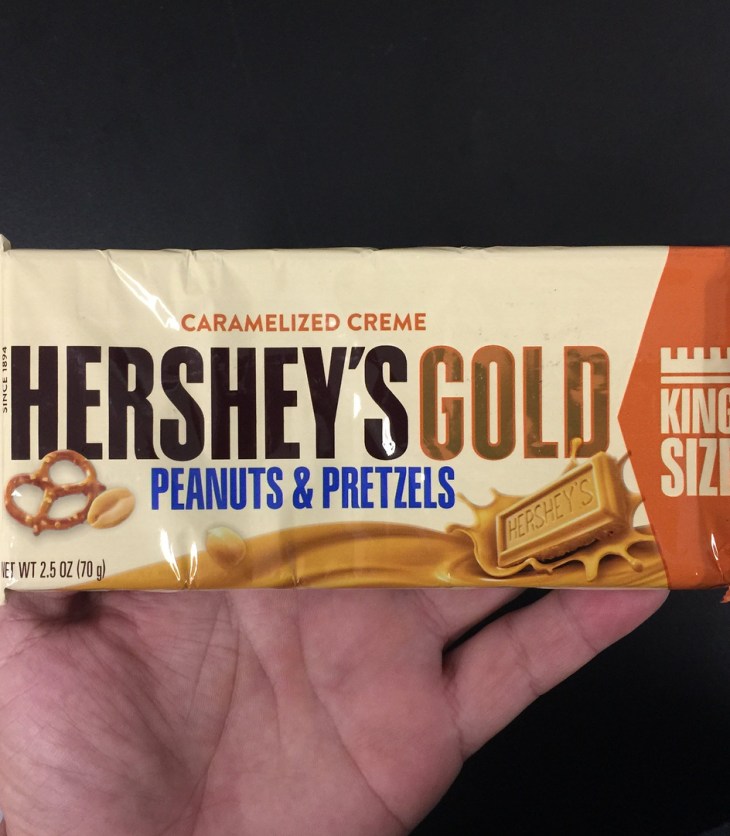 SINCE 1894
CARAMELIZED CREME
HERSHEY'S GOLD
PEANUTS & PRETZELS
HERSHEY'S
KING
SIZE
NET WT 2.5 OZ (70 g)